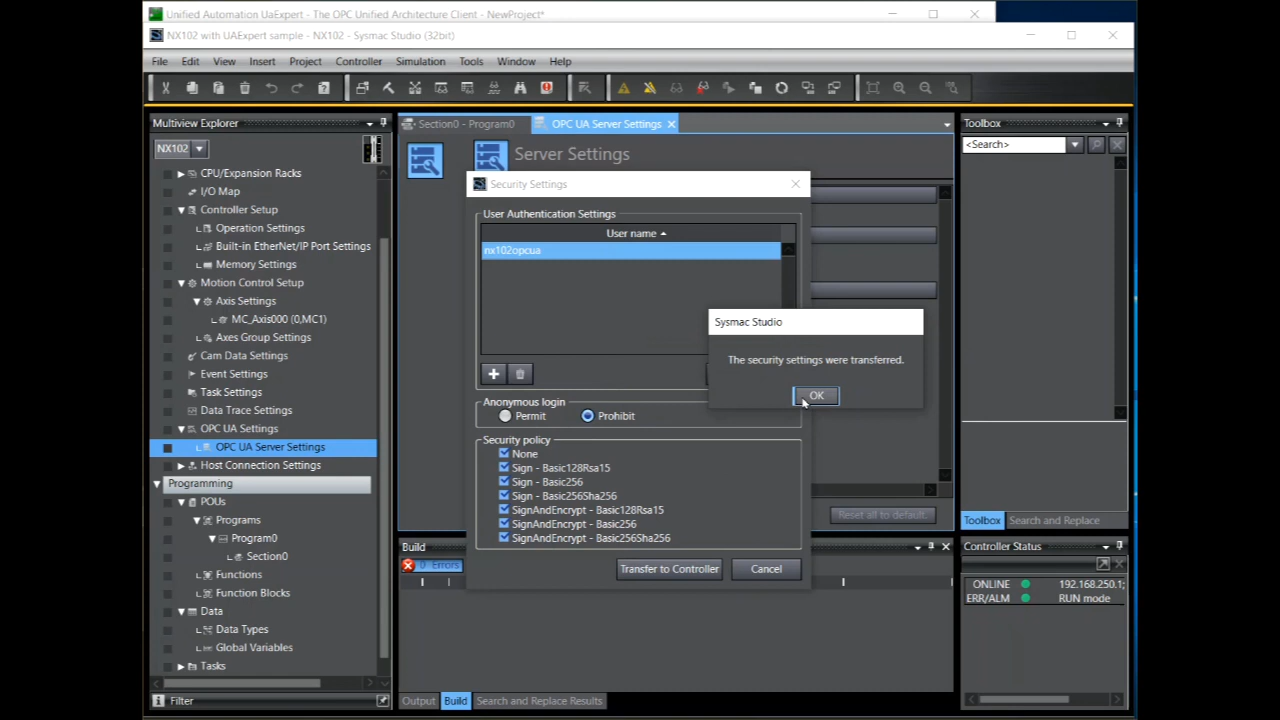 Unified Automation UaExpert - The OPC Unified Architecture Client - NewProject*
NX102 with UAExpert sample - NX102 - Sysmac Studio (32bit)
File Edit View Insert Project Controller Simulation Tools Window Help
Multiview Explorer
NX102
CPU/Expansion Racks
I/O Map
Controller Setup
Operation Settings
Built-in EtherNet/IP Port Settings
Memory Settings
Motion Control Setup
Axis Settings
MC_Axis000 (0,MC1)
Axes Group Settings
Cam Data Settings
Event Settings
Task Settings
Data Trace Settings
OPC UA Settings
OPC UA Server Settings
Host Connection Settings
Programming
POUs
Programs
Program0
Section0
Functions
Function Blocks
Data
Data Types
Global Variables
Tasks
Filter
Section0 - Program0
OPC UA Server Settings
Server Settings
Security Settings
User Authentication Settings
User name
nx102opcua
Sysmac Studio
The security settings were transferred.
OK
Anonymous login
Permit Prohibit
Security policy
None
Sign - Basic128Rsa15
Sign - Basic256
Sign - Basic256Sha256
SignAndEncrypt - Basic128Rsa15
SignAndEncrypt - Basic256
SignAndEncrypt - Basic256Sha256
Transfer to Controller Cancel
Reset all to default
Build
0 Errors
Output Build Search and Replace Results
Toolbox
<Search>
Toolbox Search and Replace
Controller Status
ONLINE 192.168.250.1;
ERR/ALM RUN mode